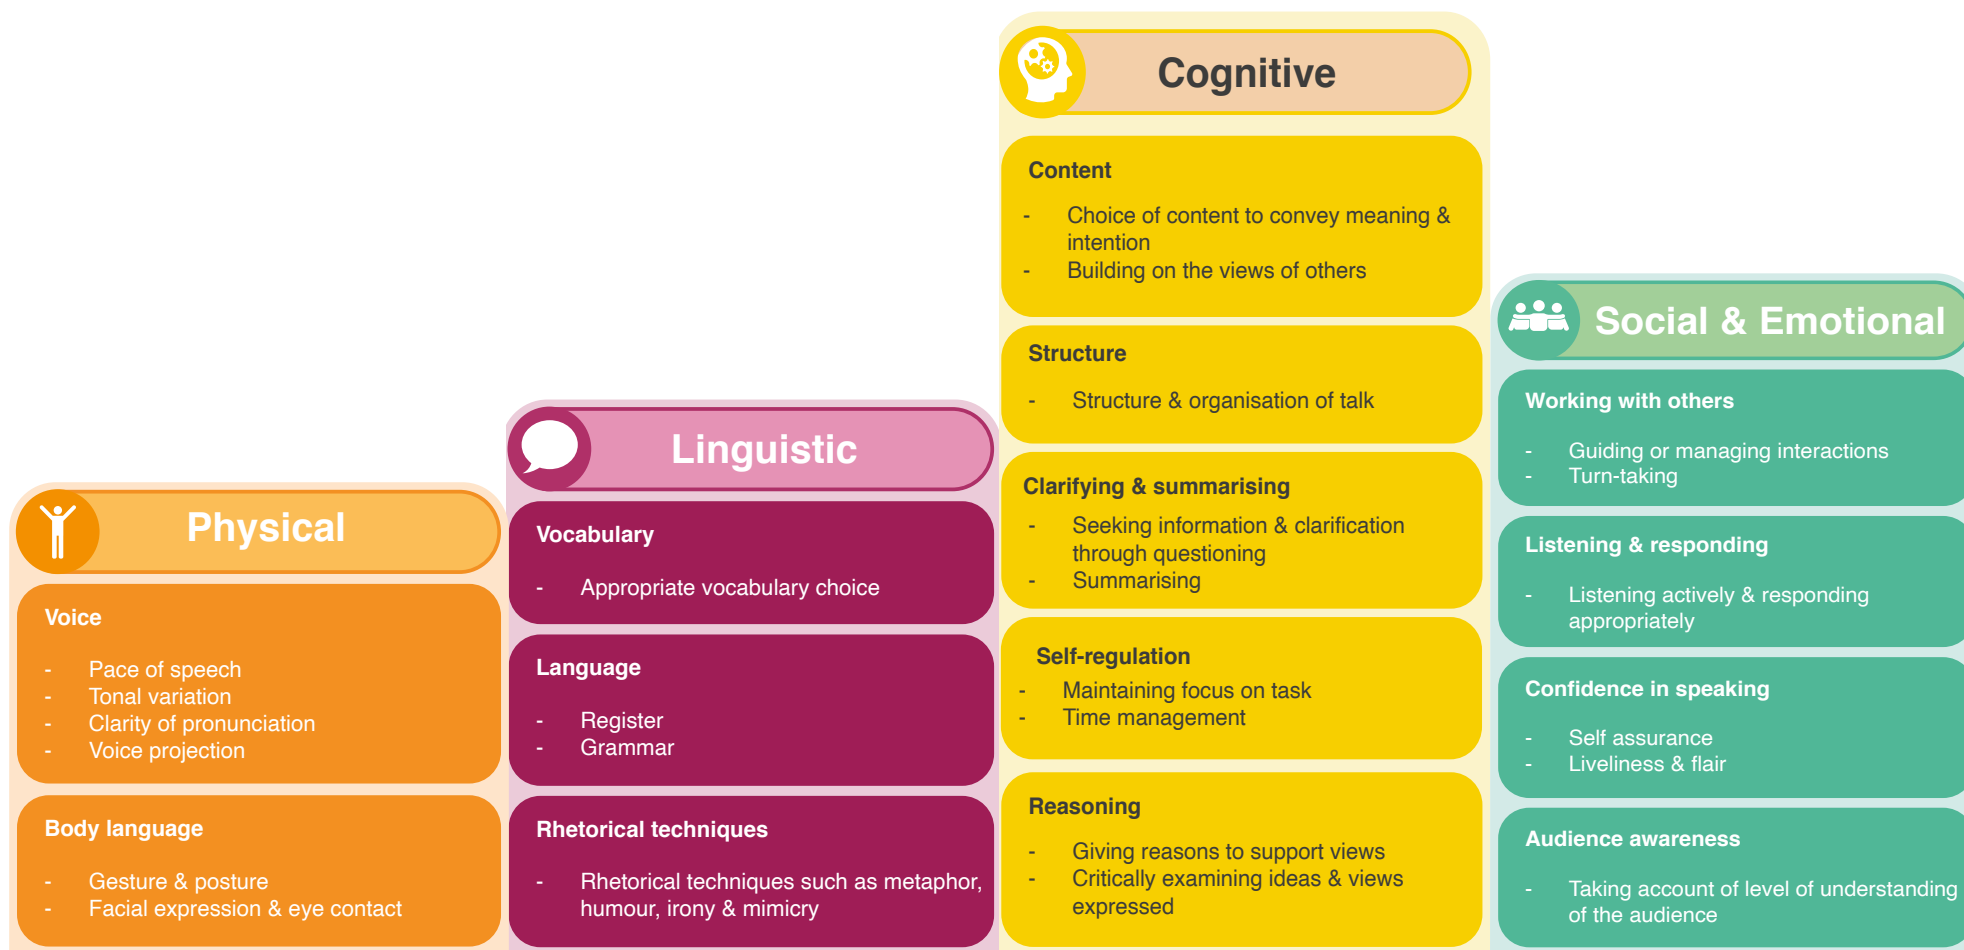 Physical
Voice
- Pace of speech
- Tonal variation
- Clarity of pronunciation
- Voice projection
Body language
- Gesture & posture
- Facial expression & eye contact
Linguistic
Vocabulary
- Appropriate vocabulary choice
Language
- Register
- Grammar
Rhetorical techniques
- Rhetorical techniques such as metaphor,
humour, irony & mimicry
Cognitive
Content
- Choice of content to convey meaning &
intention
- Building on the views of others
Structure
- Structure & organisation of talk
Clarifying & summarising
- Seeking information & clarification
through questioning
- Summarising
Self-regulation
- Maintaining focus on task
- Time management
Reasoning
- Giving reasons to support views
- Critically examining ideas & views
expressed
Social & Emotional
Working with others
- Guiding or managing interactions
- Turn-taking
Listening & responding
- Listening actively & responding
appropriately
Confidence in speaking
- Self assurance
- Liveliness & flair
Audience awareness
- Taking account of level of understanding
of the audience